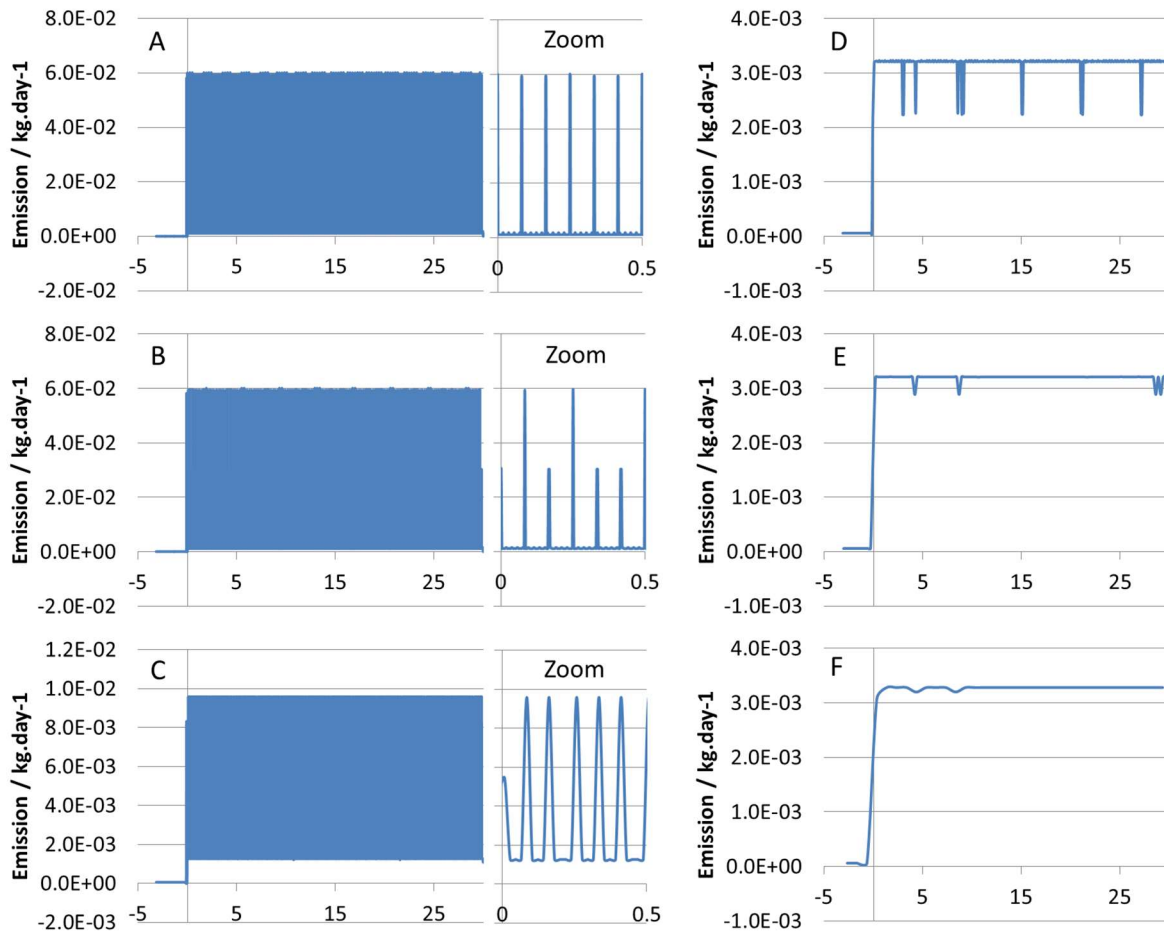 8.0E-02
A
Zoom
6.0E-02
4.0E-02
2.0E-02
0.0E+00
-5 5 15 25
0 0.5
-2.0E-02
Emission / kg.day-1
4.0E-03
D
3.0E-03
2.0E-03
1.0E-03
0.0E+00
-5 5 15 25
-1.0E-03
Emission / kg.day-1
8.0E-02
B
Zoom
6.0E-02
4.0E-02
2.0E-02
0.0E+00
-5 5 15 25
0 0.5
-2.0E-02
Emission / kg.day-1
4.0E-03
E
3.0E-03
2.0E-03
1.0E-03
0.0E+00
-5 5 15 25
-1.0E-03
Emission / kg.day-1
1.2E-02
C
Zoom
1.0E-02
8.0E-03
6.0E-03
4.0E-03
2.0E-03
0.0E+00
-5 5 15 25
0 0.5
-2.0E-03
Emission / kg.day-1
4.0E-03
F
3.0E-03
2.0E-03
1.0E-03
0.0E+00
-5 5 15 25
-1.0E-03
Emission / kg.day-1